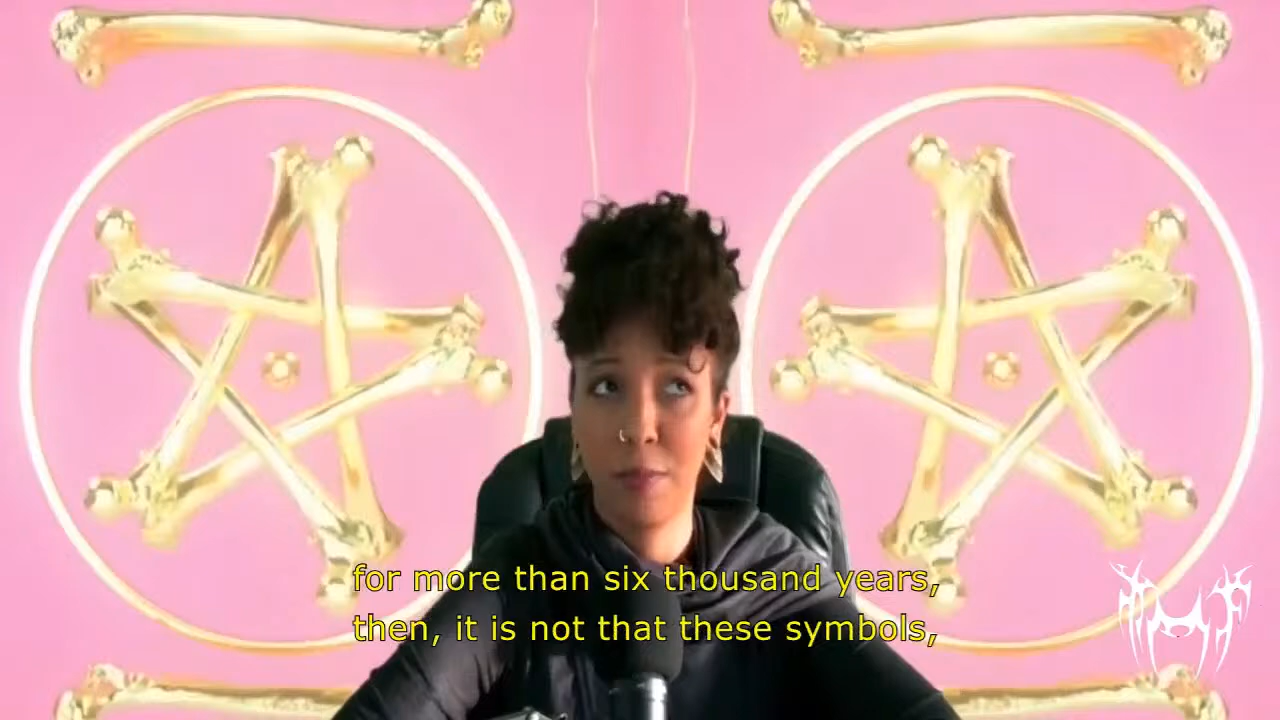 for more than six thousand years,
then, it is not that these symbols,